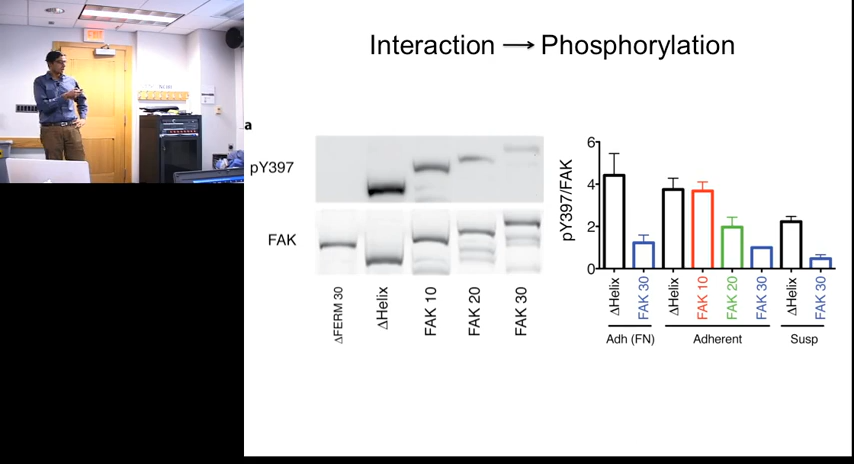 Interaction → Phosphorylation
a
pY397
FAK
ΔFERM 30
ΔHelix
FAK 10
FAK 20
FAK 30
pY397/FAK
6
4
2
0
ΔHelix
FAK 30
ΔHelix
FAK 10
FAK 20
FAK 30
ΔHelix
FAK 30
Adh (FN)
Adherent
Susp